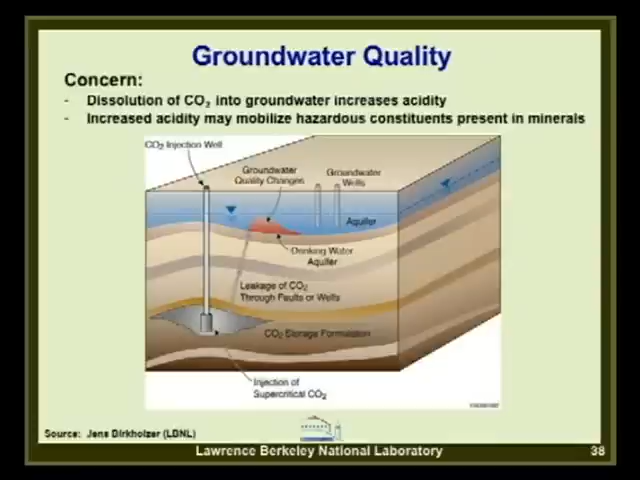 Groundwater Quality
Concern:
- Dissolution of CO₂ into groundwater increases acidity
- Increased acidity may mobilize hazardous constituents present in minerals
CO₂ Injection Well
Groundwater
Quality Changes
Groundwater
Wells
Aquifer
Drinking Water
Aquifer
Leakage of CO₂
Through Faults or Wells
CO₂ Storage Formation
Injection of
Supercritical CO₂
Source: Jens Birkholzer (LBNL)
Lawrence Berkeley National Laboratory
38